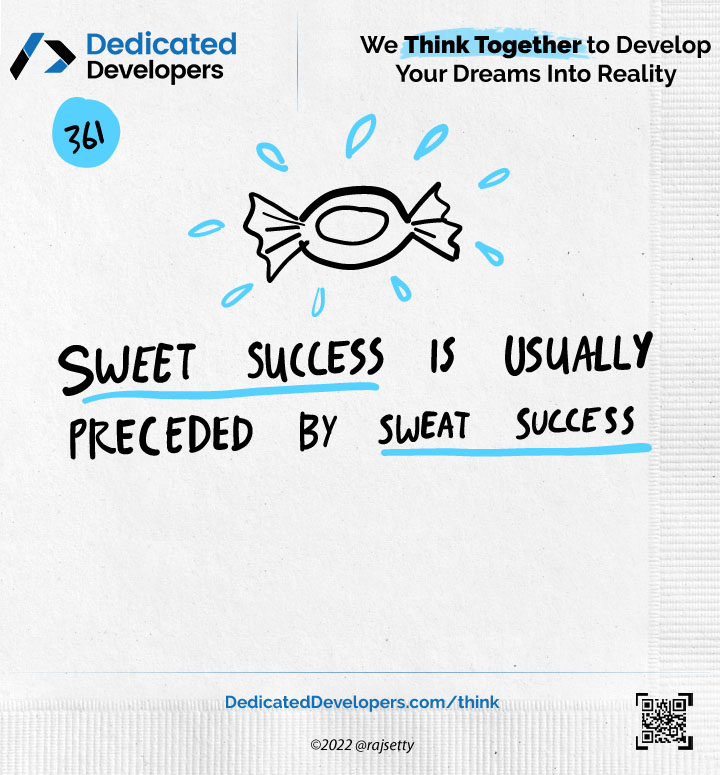 Dedicated
Developers
We Think Together to Develop
Your Dreams Into Reality
361
SWEET SUCCESS IS USUALLY
PRECEDED BY SWEAT SUCCESS
DedicatedDevelopers.com/think
©2022 @rajsetty